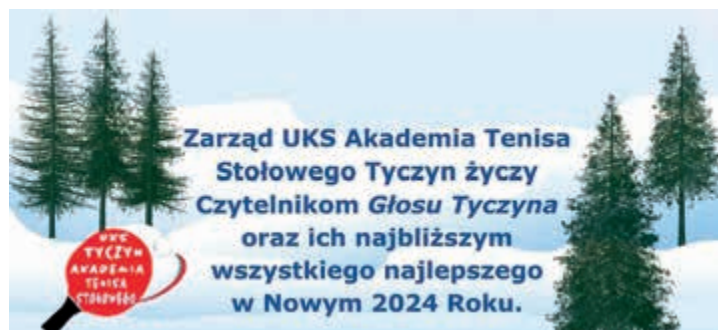 Zarząd UKS Akademia Tenisa
Stołowego Tyczyn życzy
Czytelnikom Głosu Tyczyna
oraz ich najbliższym
wszystkiego najlepszego
w Nowym 2024 Roku.
UKS
TYCZYN
AKADEMIA
TENISA
STOŁOWEGO